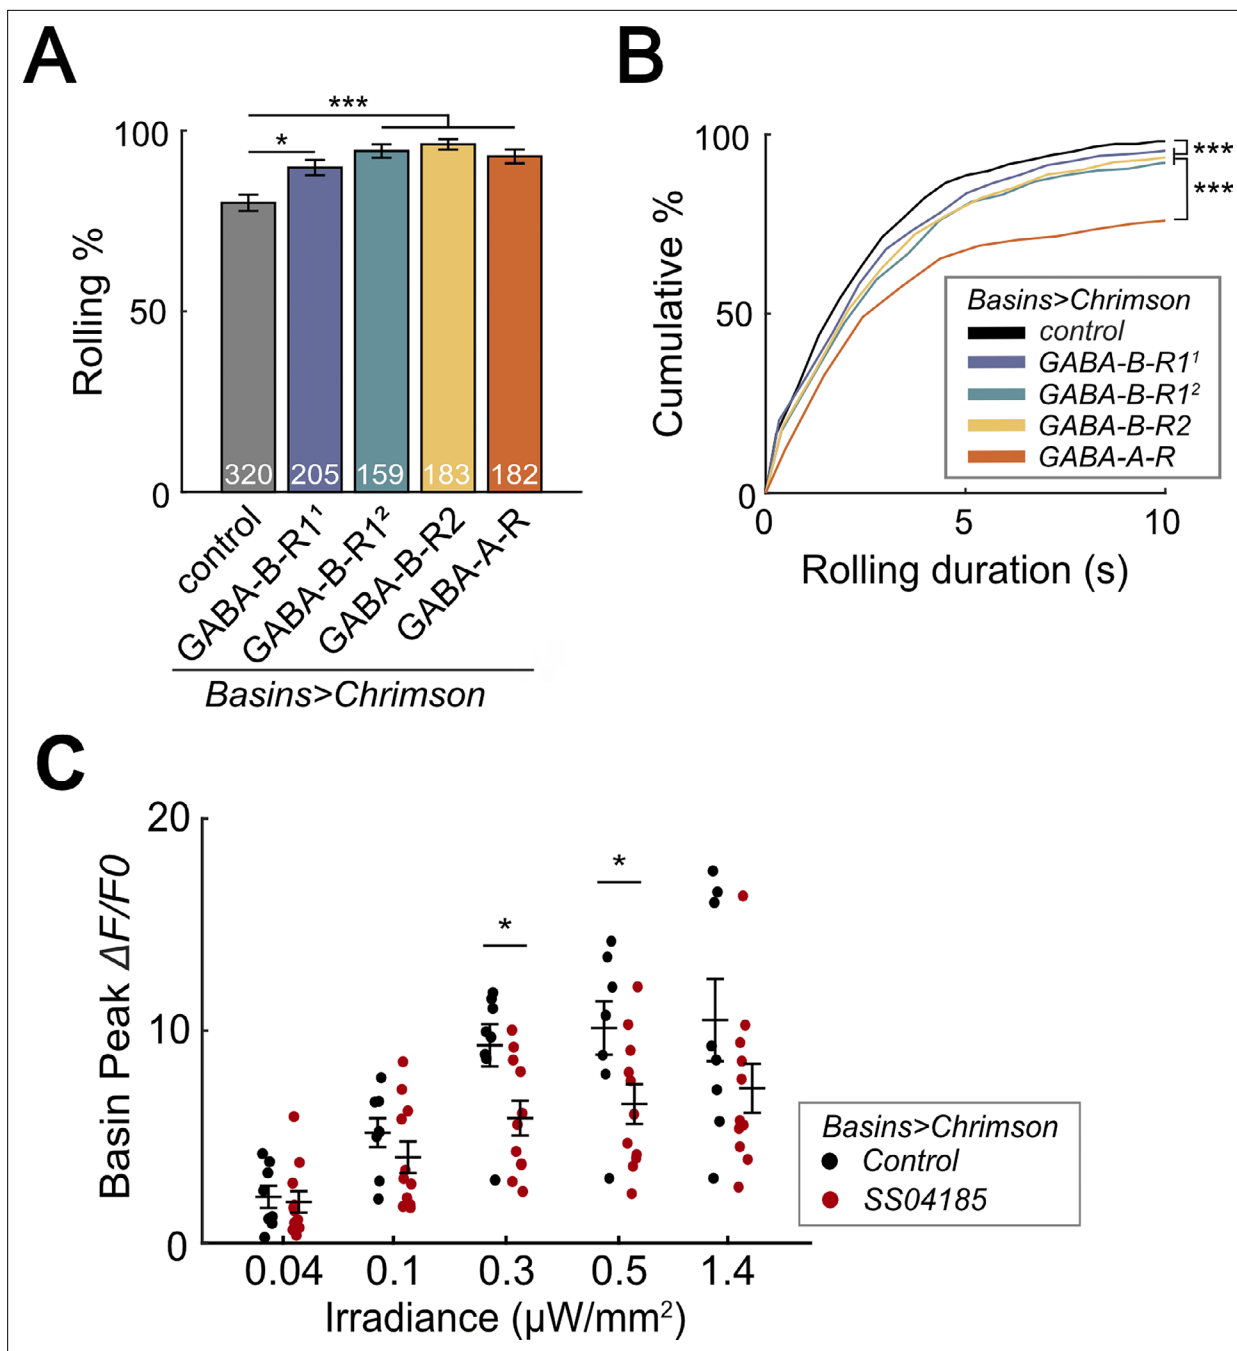 A
Rolling %
100
50
0
***
*
320 205 159 183 182
control
GABA-B-R1¹
GABA-B-R1²
GABA-B-R2
GABA-A-R
Basins>Chrimson
B
Cumulative %
100
50
0
0 5 10
Rolling duration (s)
***
***
Basins>Chrimson
control
GABA-B-R1¹
GABA-B-R1²
GABA-B-R2
GABA-A-R
C
Basin Peak ΔF/F0
20
10
0
*
*
0.04 0.1 0.3 0.5 1.4
Irradiance (μW/mm²)
Basins>Chrimson
Control
SS04185